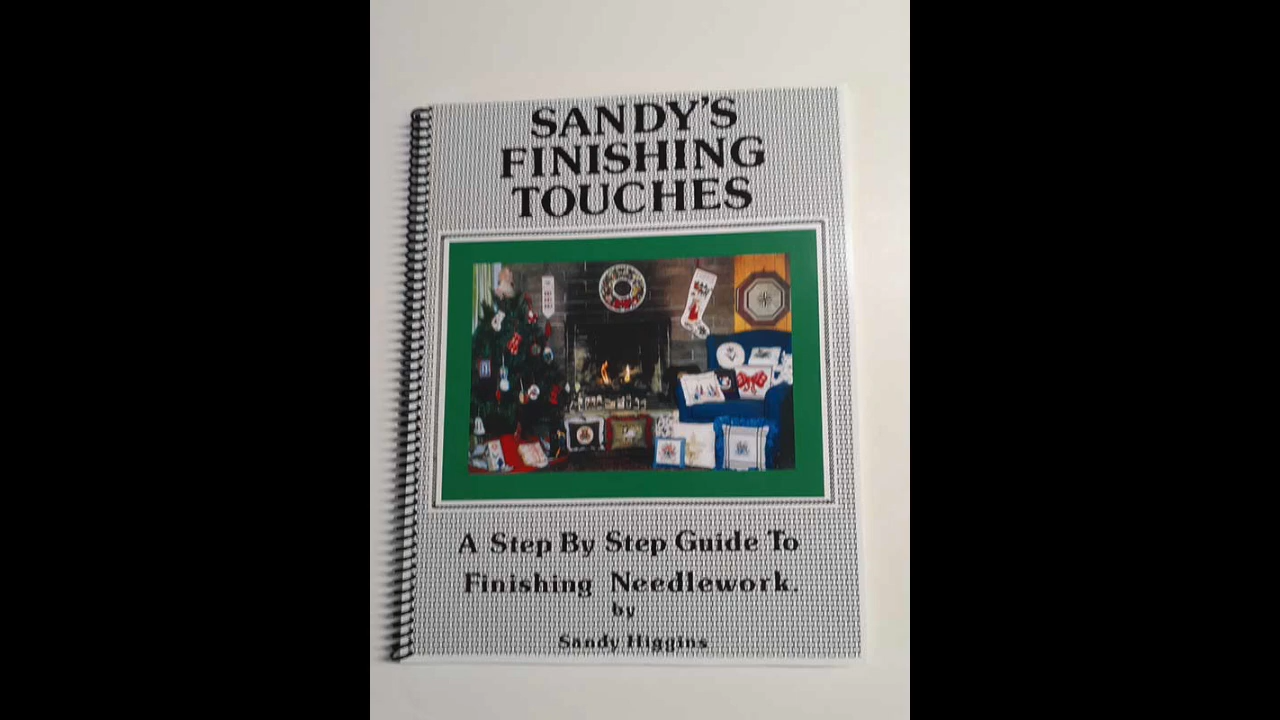 SANDY'S
FINISHING
TOUCHES
A Step By Step Guide To
Finishing Needlework.
by
Sandy Higgins